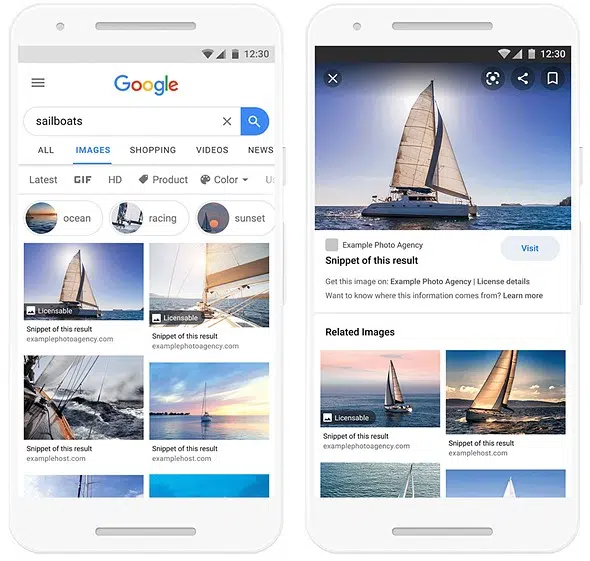 12:30
Google
sailboats
ALL IMAGES SHOPPING VIDEOS NEWS
Latest GIF HD Product Color
ocean racing sunset
Licensable
Snippet of this result
examplephotoagency.com
Licensable
Snippet of this result
examplephotoagency.com
Snippet of this result
examplehost.com
Snippet of this result
examplehost.com
12:30
Example Photo Agency
Snippet of this result
Visit
Get this image on: Example Photo Agency | License details
Want to know where this information comes from? Learn more
Related Images
Licensable
Snippet of this result
examplephotoagency.com
Snippet of this result
examplehost.com